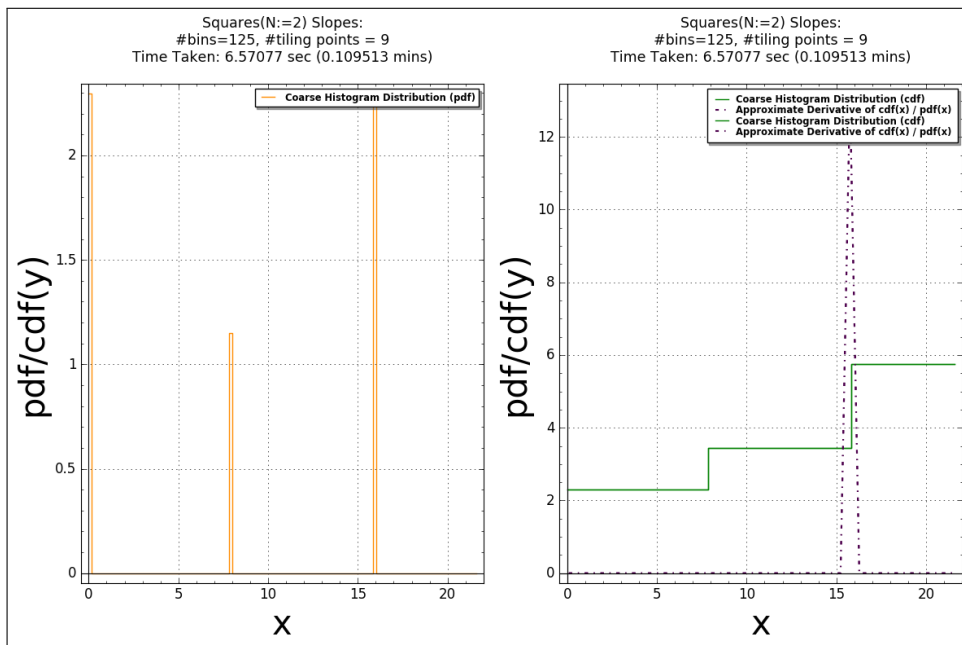 Squares(N:=2) Slopes:
#bins=125, #tiling points = 9
Time Taken: 6.57077 sec (0.109513 mins)
Coarse Histogram Distribution (pdf)
2
1.5
1
0.5
0
pdf/cdf(y)
0
5
10
15
20
x
Squares(N:=2) Slopes:
#bins=125, #tiling points = 9
Time Taken: 6.57077 sec (0.109513 mins)
Coarse Histogram Distribution (cdf)
Approximate Derivative of cdf(x) / pdf(x)
Coarse Histogram Distribution (cdf)
Approximate Derivative of cdf(x) / pdf(x)
12
10
8
6
4
2
0
pdf/cdf(y)
0
5
10
15
20
x